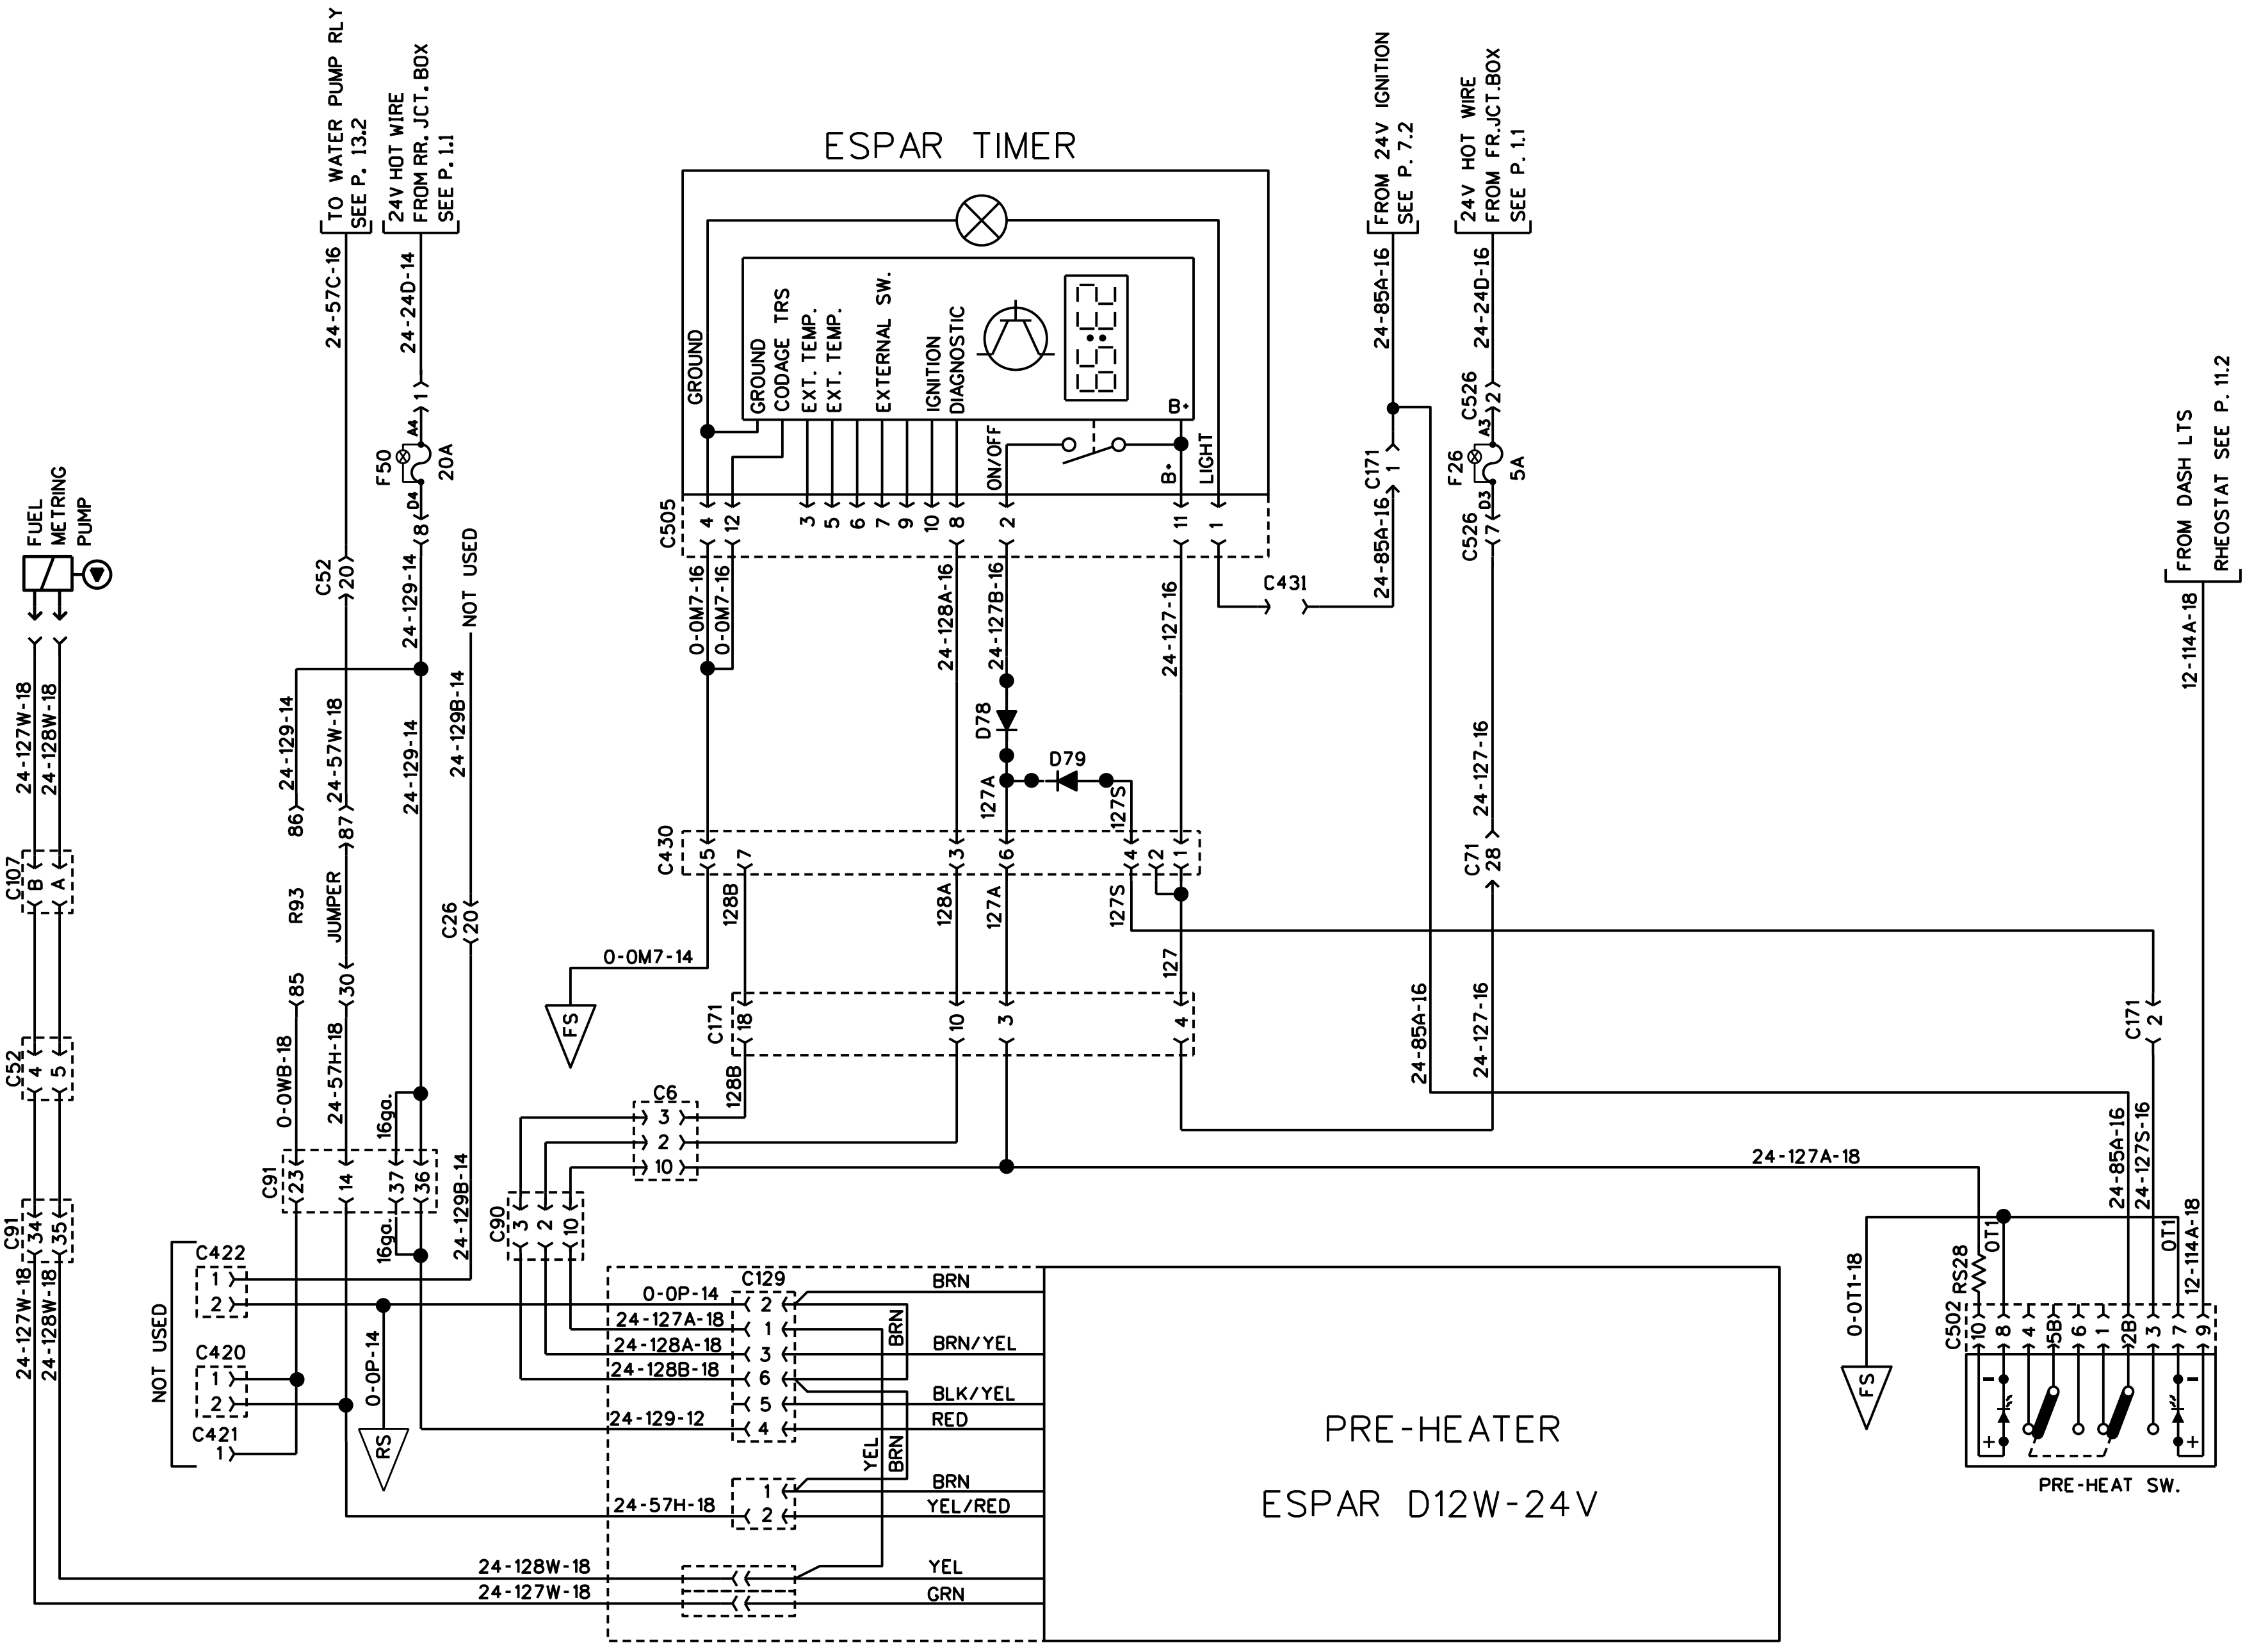 TO WATER PUMP RLY
SEE P. 13.2
24V HOT WIRE
FROM RR. JCT. BOX
SEE P. 1.1
FROM 24V IGNITION
SEE P. 7.2
24V HOT WIRE
FROM FR.JCT.BOX
SEE P. 1.1
FROM DASH LTS
RHEOSTAT SEE P. 11.2
ESPAR TIMER
GROUND
GROUND
CODAGE TRS
EXT. TEMP.
EXT. TEMP.
EXTERNAL SW.
IGNITION
DIAGNOSTIC
B+
ON/OFF
B+
LIGHT
C505
4
12
3
5
6
7
9
10
8
2
11
1
FUEL
METRING
PUMP
24-57C-16
24-24D-14
1
A4
F50
20A
D4
8
C52
20
24-129-14
NOT USED
24-85A-16
C171
1
24-85A-16
C431
24-24D-16
C526
2
A3
F26
5A
D3
C526
7
0-0M7-16
0-0M7-16
24-128A-16
24-127B-16
24-127-16
12-114A-18
24-127W-18
24-128W-18
24-129-14
24-57W-18
24-129-14
24-129B-14
D78
D79
127A
127S
24-127-16
86
87
R93
JUMPER
85
30
C107
B
A
C26
20
C430
5
7
3
6
4
2
1
C71
28
128B
128A
127A
127S
127
0-0M7-14
FS
C171
18
10
3
4
24-85A-16
24-127-16
C171
2
C52
4
5
0-0WB-18
24-57H-18
16ga.
128B
C6
3
2
10
24-127A-18
24-85A-16
24-127S-16
C91
23
14
37
36
16ga.
24-129B-14
C90
3
2
10
C91
34
35
24-127W-18
24-128W-18
NOT USED
C422
1
2
C420
1
2
C421
1
0-0P-14
RS
0-0P-14
24-127A-18
24-128A-18
24-128B-18
24-129-12
24-57H-18
24-128W-18
24-127W-18
C129
2
1
3
6
5
4
1
2
BRN
BRN
BRN/YEL
BLK/YEL
RED
YEL
BRN
BRN
YEL/RED
YEL
GRN
PRE-HEATER
ESPAR D12W-24V
0-0T1-18
FS
RS28
0T1
0T1
12-114A-18
C502
10
8
4
5B
6
1
2B
3
7
9
-
+
-
+
PRE-HEAT SW.